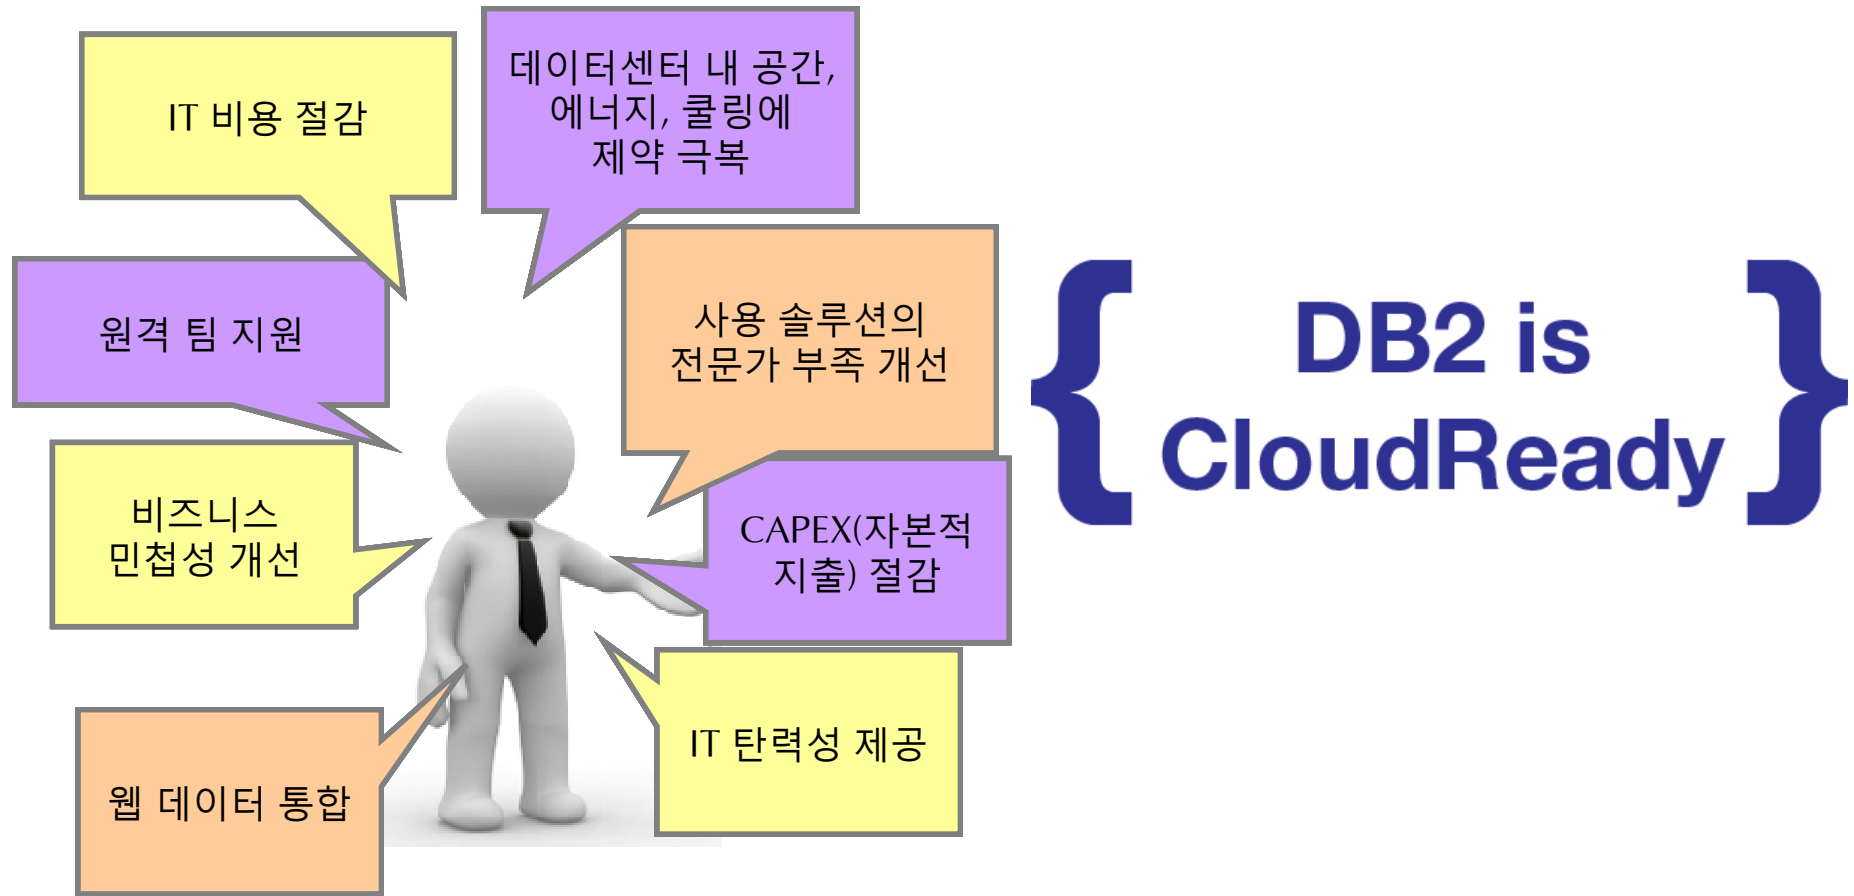 IT 비용 절감
데이터센터 내 공간,
에너지, 쿨링에
제약 극복
원격 팀 지원
사용 솔루션의
전문가 부족 개선
비즈니스
민첩성 개선
CAPEX(자본적
지출) 절감
웹 데이터 통합
IT 탄력성 제공
{ DB2 is
CloudReady }